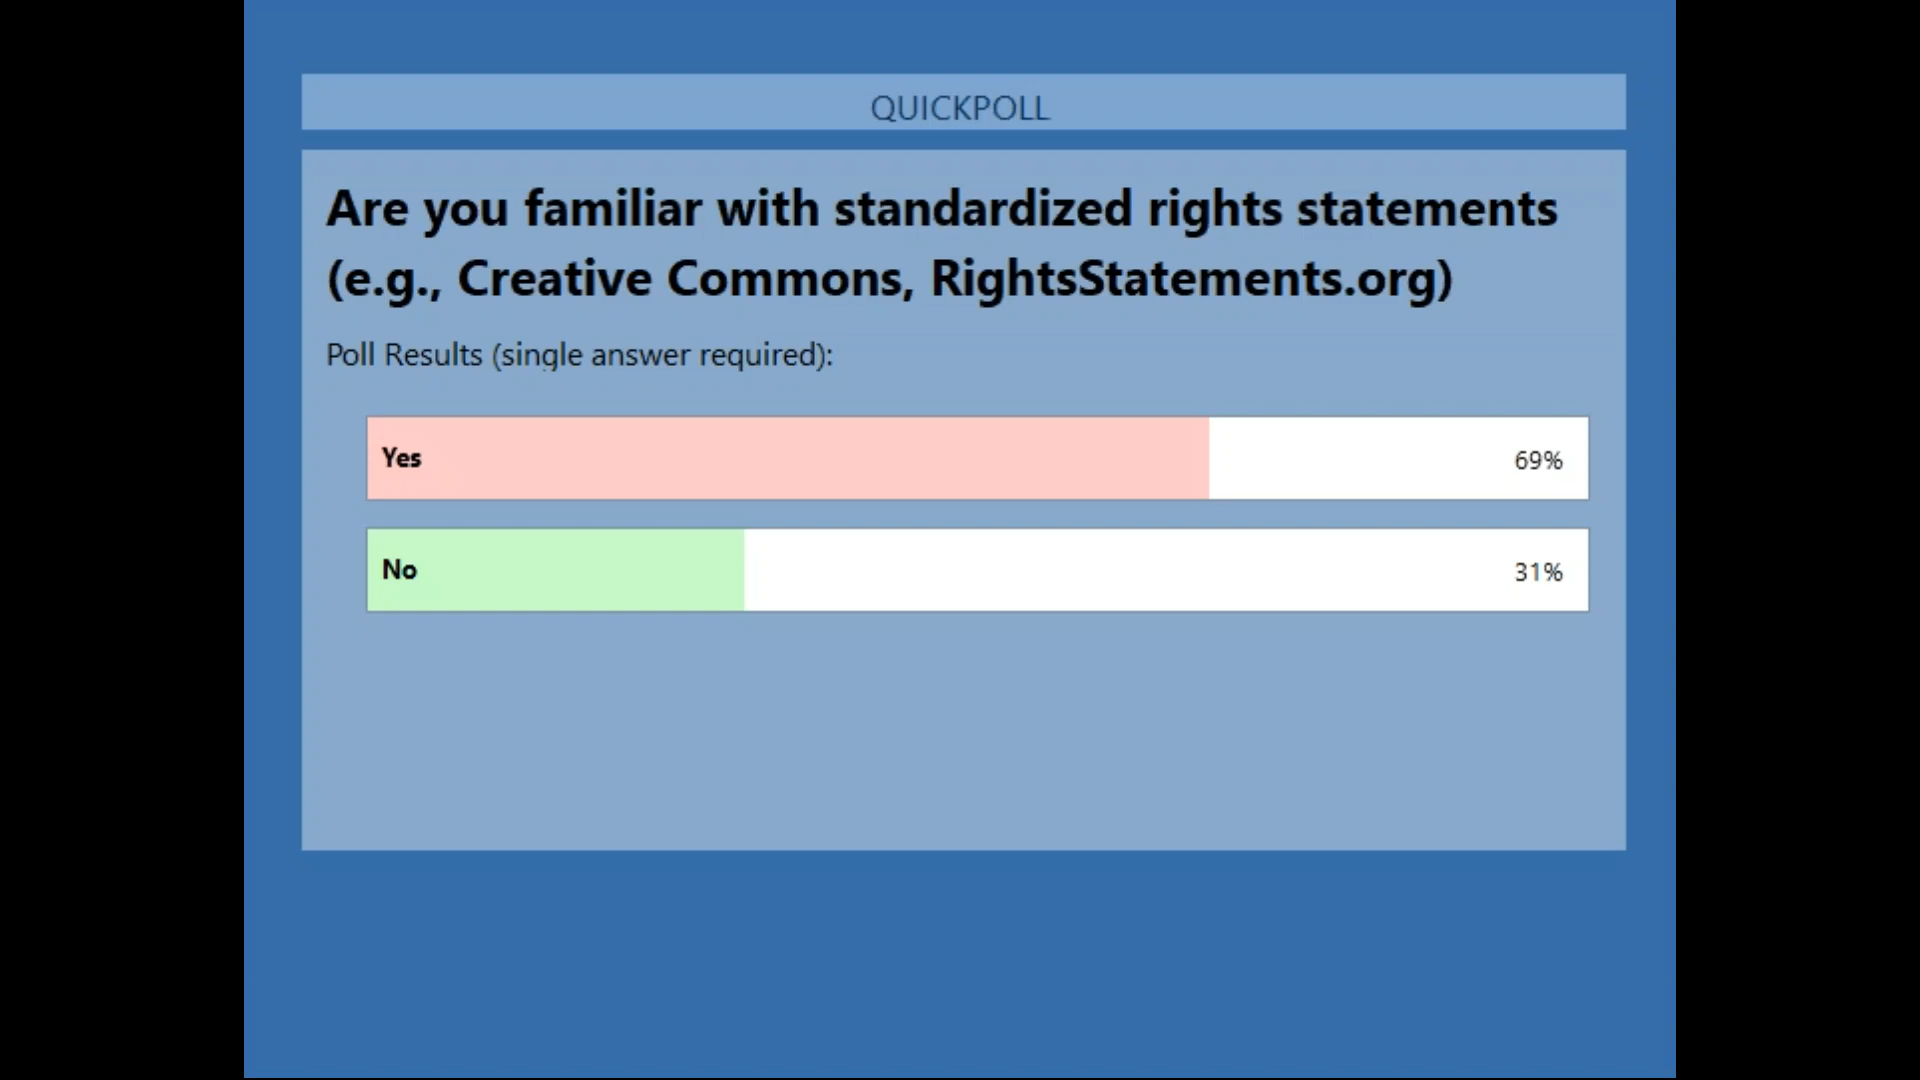 QUICKPOLL
Are you familiar with standardized rights statements
(e.g., Creative Commons, RightsStatements.org)
Poll Results (single answer required):
Yes 69%
No 31%